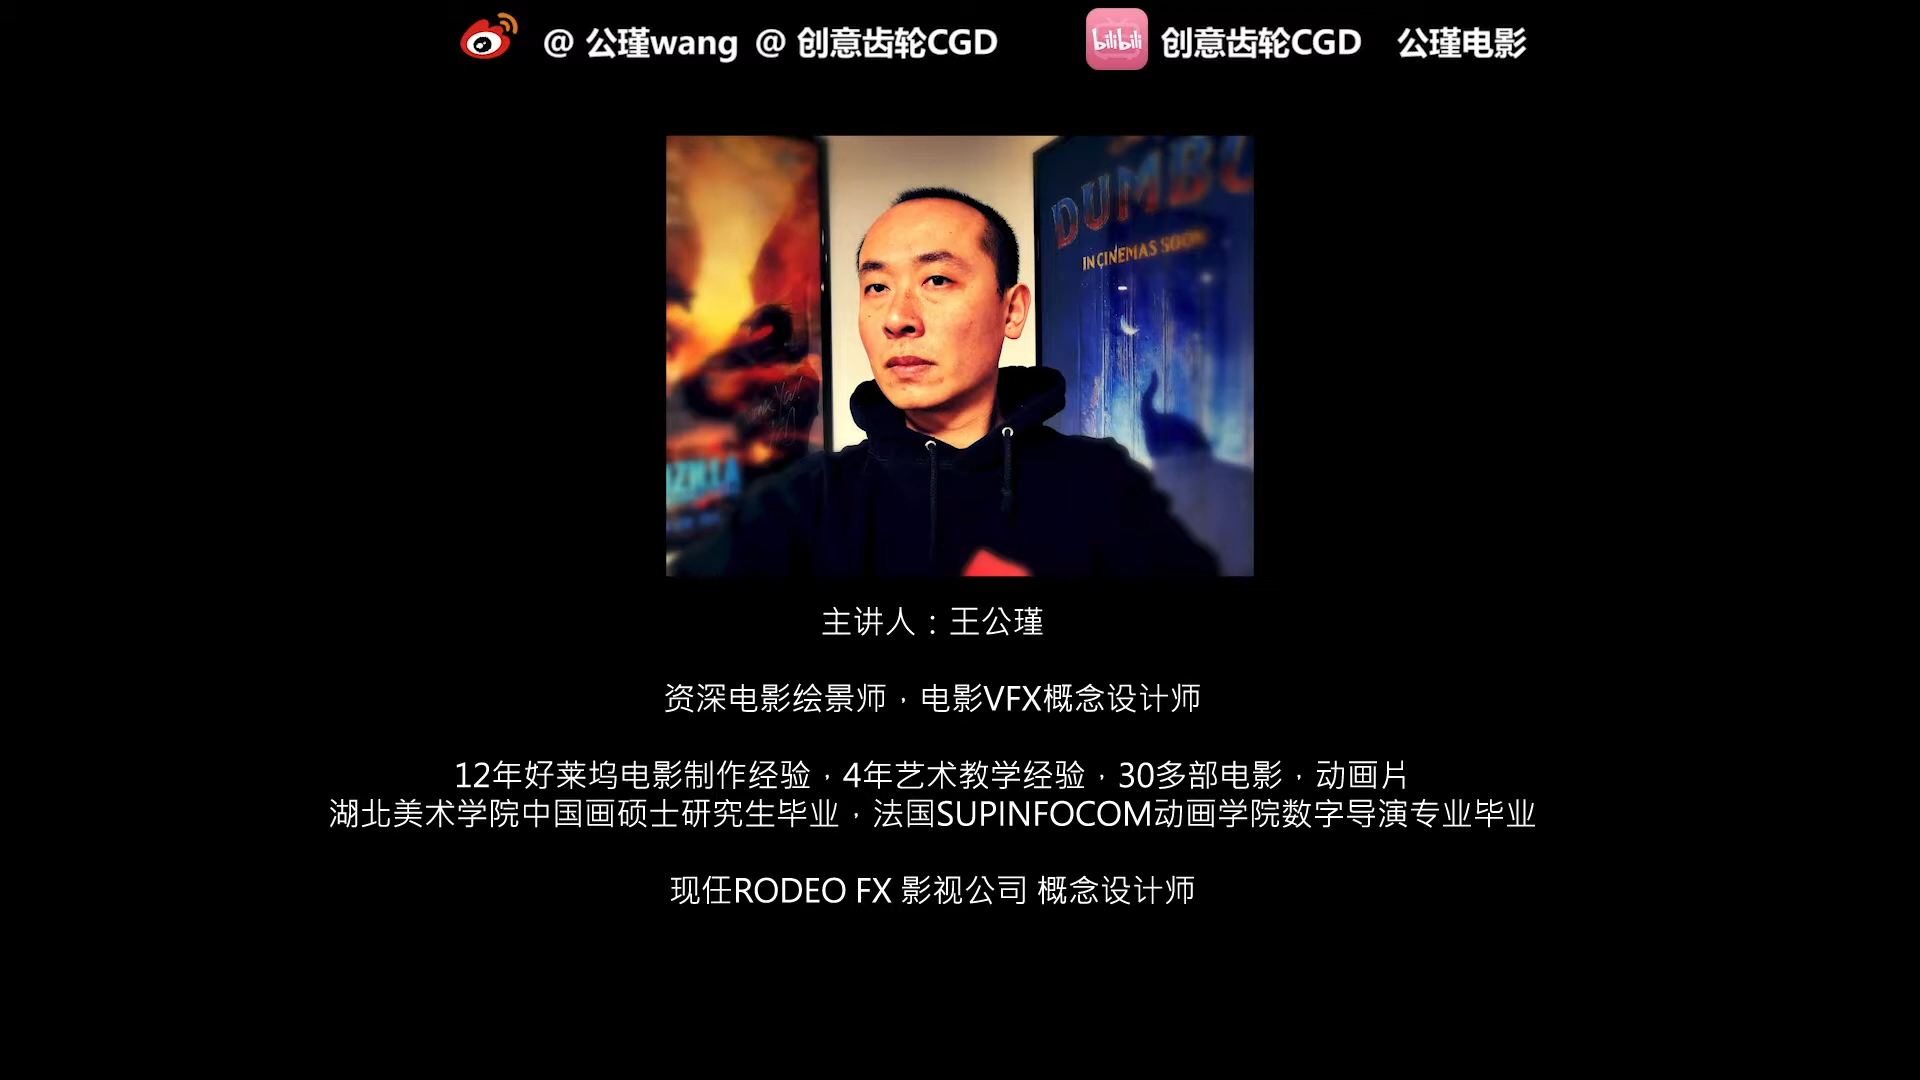 @ 公瑾wang @ 创意齿轮CGD
bilibili 创意齿轮CGD 公瑾电影
DUMBO
IN CINEMAS SOON
ZILLA
主讲人：王公瑾
资深电影绘景师，电影VFX概念设计师
12年好莱坞电影制作经验，4年艺术教学经验，30多部电影，动画片
湖北美术学院中国画硕士研究生毕业，法国SUPINFOCOM动画学院数字导演专业毕业
现任RODEO FX 影视公司 概念设计师